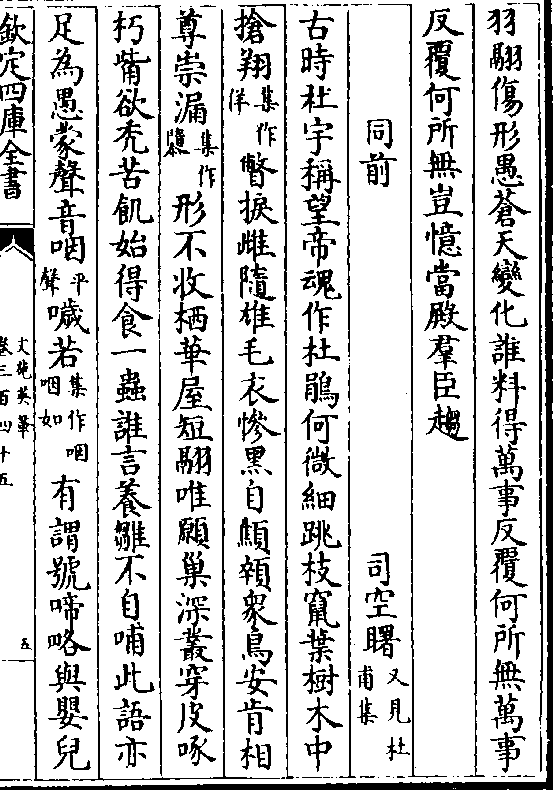 羽翮傷形愚蒼天變化誰料得萬事反覆何所無萬事
反覆何所無豈憶當殿羣臣趨
同前 司空曙又見杜甫集
古時杜宇稱望帝魂作杜鵑何微細跳枝竄葉樹木中
搶翔集作佯瞥捩雌隨雄毛衣慘黑自顦顇衆鳥安肯相
尊崇漏集作隳形不收栖華屋短翮唯願巢深叢穿皮啄
朽觜欲禿苦飢始得食一蟲誰言養雛不自哺此語亦
足為愚蒙聲音咽平聲噦若集作咽咽如有謂號啼略與嬰兒
欽定四庫全書
文苑英華
卷三百四十五
五